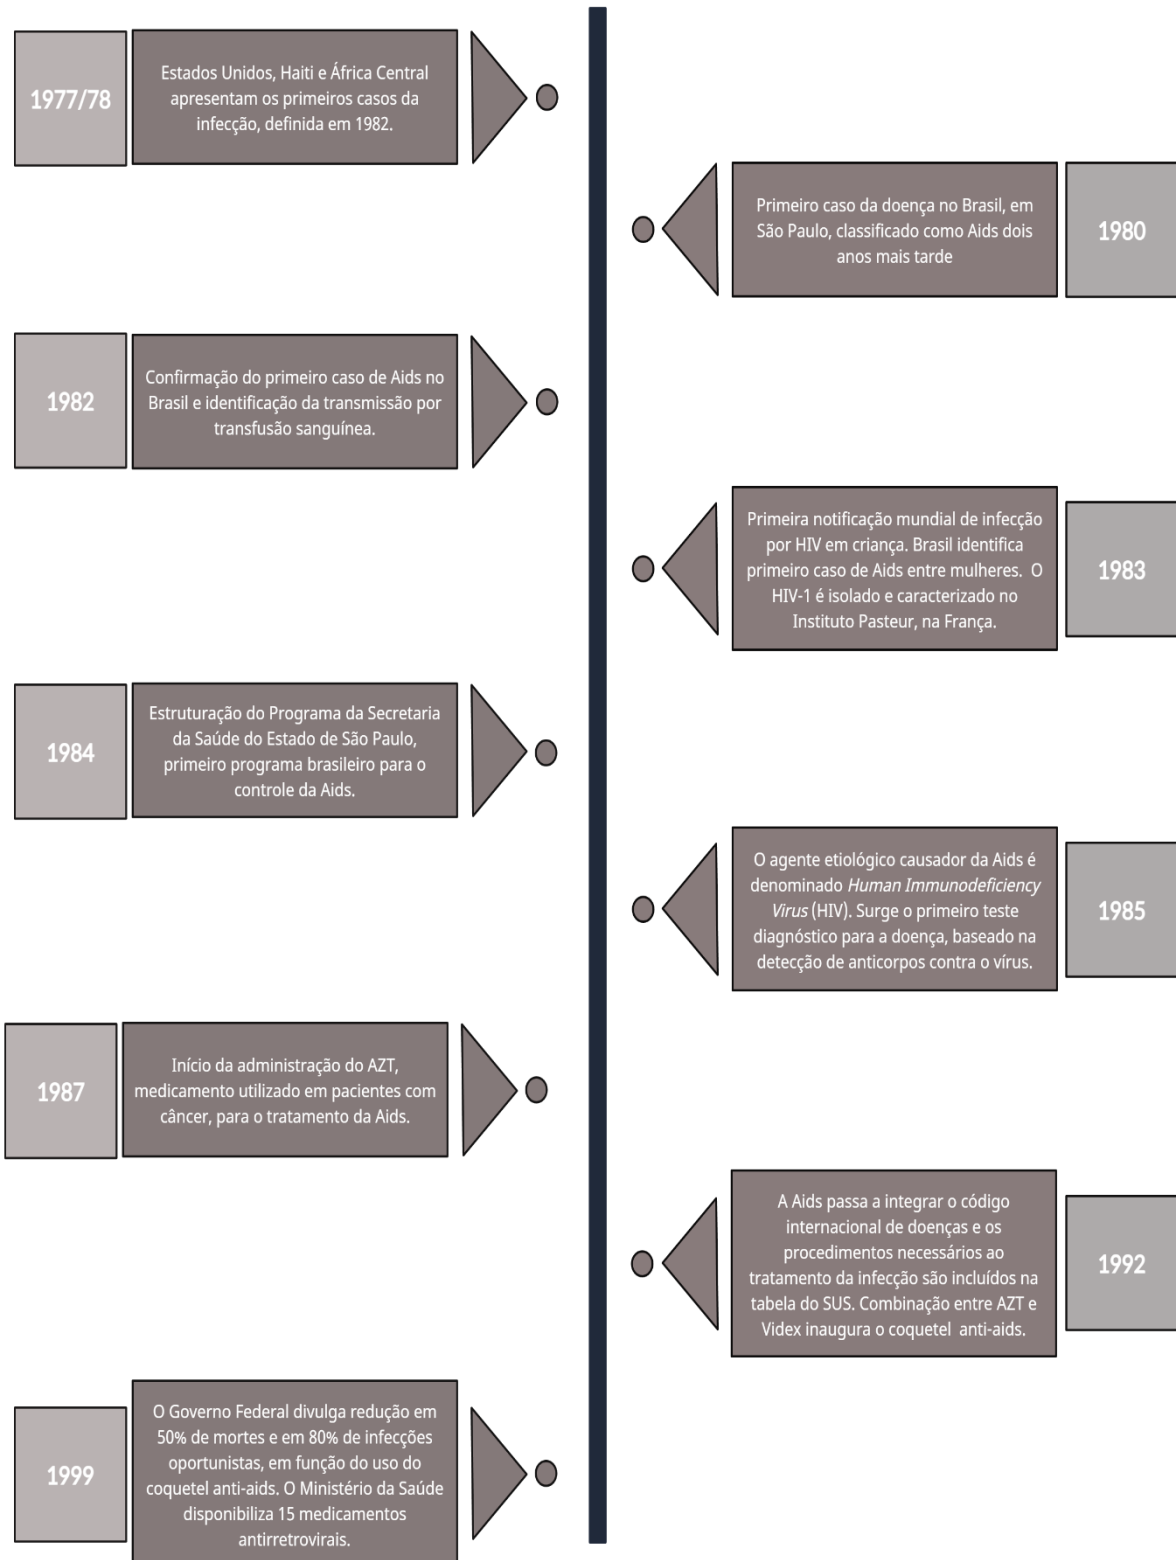 1977/78
Estados Unidos, Haiti e África Central
apresentam os primeiros casos da
infecção, definida em 1982.
Primeiro caso da doença no Brasil, em
São Paulo, classificado como Aids dois
anos mais tarde
1980
1982
Confirmação do primeiro caso de Aids no
Brasil e identificação da transmissão por
transfusão sanguínea.
Primeira notificação mundial de infecção
por HIV em criança. Brasil identifica
primeiro caso de Aids entre mulheres.  O
HIV-1 é isolado e caracterizado no
Instituto Pasteur, na França.
1983
1984
Estruturação do Programa da Secretaria
da Saúde do Estado de São Paulo,
primeiro programa brasileiro para o
controle da Aids.
O agente etiológico causador da Aids é
denominado Human Immunodeficiency
Virus (HIV). Surge o primeiro teste
diagnóstico para a doença, baseado na
detecção de anticorpos contra o vírus.
1985
1987
Início da administração do AZT,
medicamento utilizado em pacientes com
câncer, para o tratamento da Aids.
A Aids passa a integrar o código
internacional de doenças e os
procedimentos necessários ao
tratamento da infecção são incluídos na
tabela do SUS. Combinação entre AZT e
Videx inaugura o coquetel  anti-aids.
1992
1999
O Governo Federal divulga redução em
50% de mortes e em 80% de infecções
oportunistas, em função do uso do
coquetel anti-aids. O Ministério da Saúde
disponibiliza 15 medicamentos
antirretrovirais.